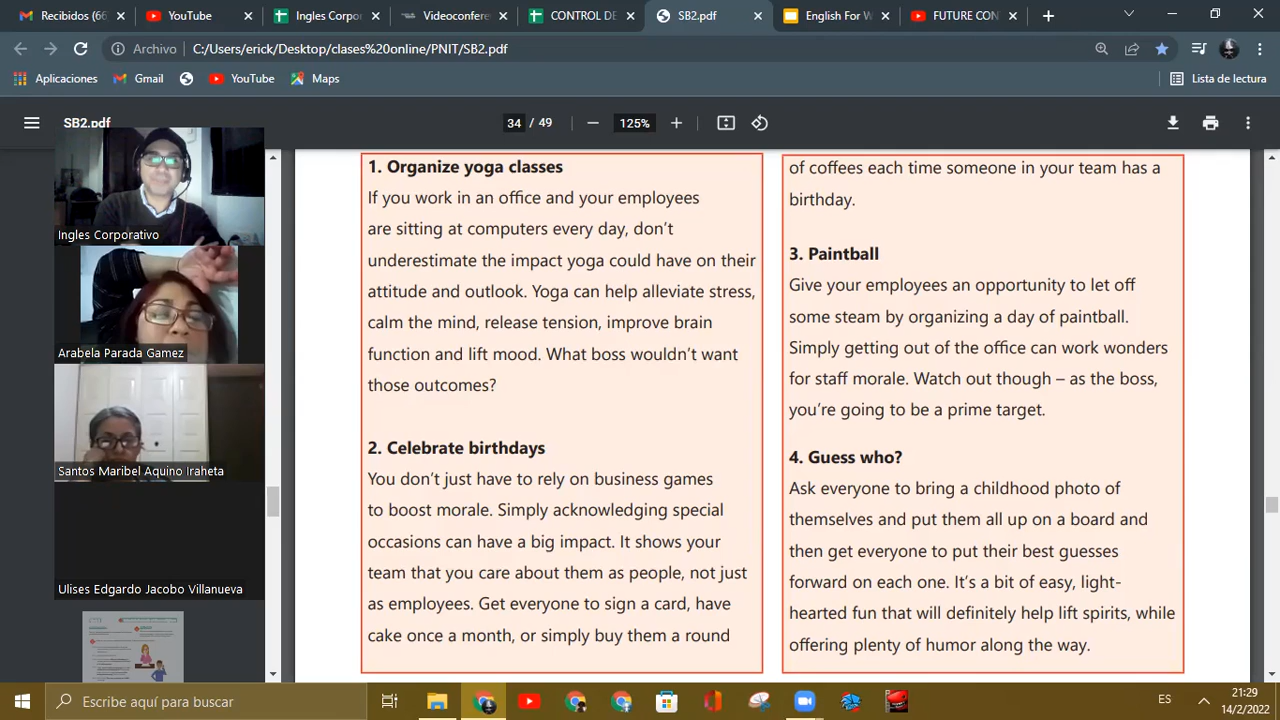 Recibidos (66
YouTube
Ingles Corpor
Videoconfere
CONTROL DE
SB2.pdf
English For W
FUTURE CON
Archivo
C:/Users/erick/Desktop/clases%20online/PNIT/SB2.pdf
Aplicaciones
Gmail
YouTube
Maps
Lista de lectura
SB2.pdf
34 / 49
125%
Ingles Corporativo
Arabela Parada Gamez
Santos Maribel Aquino Iraheta
Ulises Edgardo Jacobo Villanueva
1. Organize yoga classes
If you work in an office and your employees
are sitting at computers every day, don't
underestimate the impact yoga could have on their
attitude and outlook. Yoga can help alleviate stress,
calm the mind, release tension, improve brain
function and lift mood. What boss wouldn't want
those outcomes?
2. Celebrate birthdays
You don't just have to rely on business games
to boost morale. Simply acknowledging special
occasions can have a big impact. It shows your
team that you care about them as people, not just
as employees. Get everyone to sign a card, have
cake once a month, or simply buy them a round
of coffees each time someone in your team has a
birthday.
3. Paintball
Give your employees an opportunity to let off
some steam by organizing a day of paintball.
Simply getting out of the office can work wonders
for staff morale. Watch out though – as the boss,
you're going to be a prime target.
4. Guess who?
Ask everyone to bring a childhood photo of
themselves and put them all up on a board and
then get everyone to put their best guesses
forward on each one. It's a bit of easy, light-
hearted fun that will definitely help lift spirits, while
offering plenty of humor along the way.
Escribe aquí para buscar
ES
21:29
14/2/2022